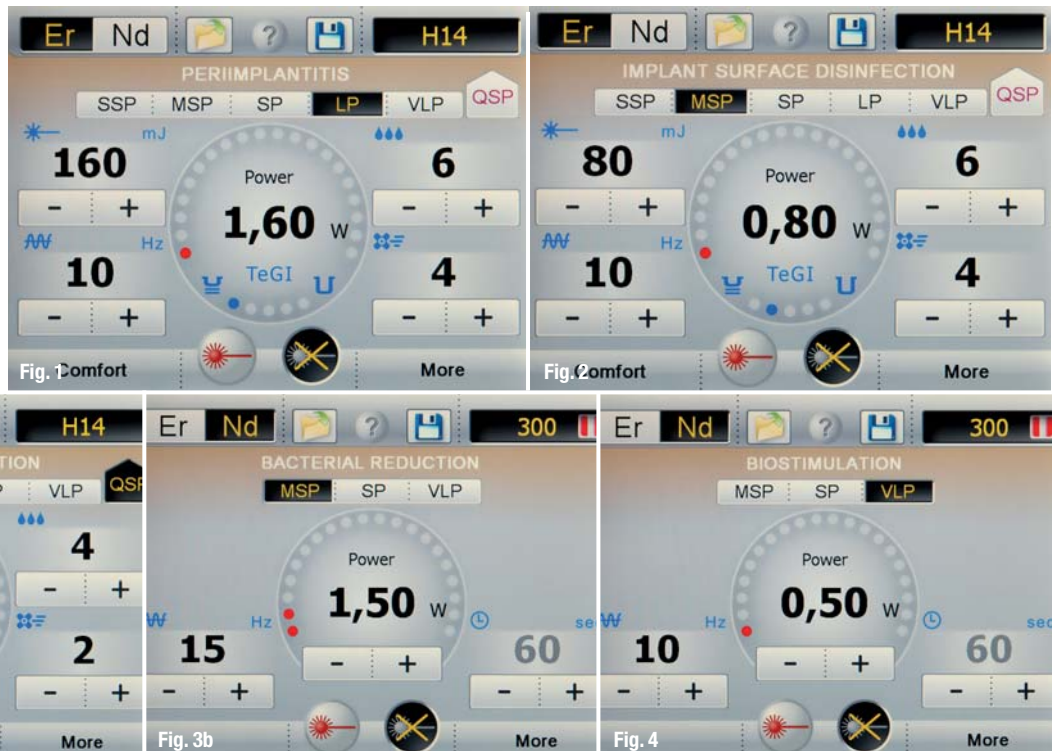 Er Nd ? H14
PERIIMPLANTITIS
SSP MSP SP LP VLP QSP
mJ
160 6
Power
- + - +
1,60 W
Hz
10 TeGI 4
- + - +
Fig. 1 Comfort More
Er Nd ? H14
IMPLANT SURFACE DISINFECTION
SSP MSP SP LP VLP QSP
mJ
80 6
Power
- + - +
0,80 W
Hz
10 TeGI 4
- + - +
Fig. 2 Comfort More
H14
TION
VLP QSP
4
- +
2
- +
More
Er Nd ? 300
BACTERIAL REDUCTION
MSP SP VLP
Power
1,50 W
Hz sec
15 - + 60
- + - +
Fig. 3b More
Er Nd ? 300
BIOSTIMULATION
MSP SP VLP
Power
0,50 W
Hz sec
10 - + 60
- + - +
Fig. 4 More